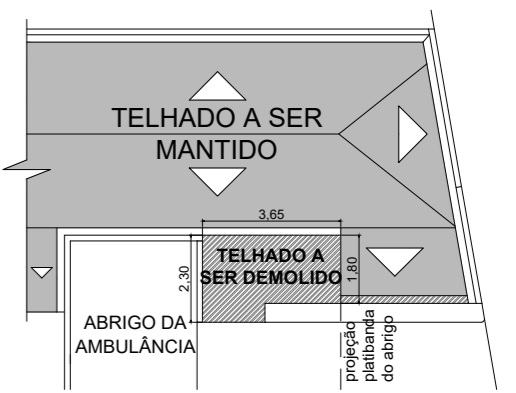 TELHADO A SER
MANTIDO
3,65
TELHADO A
SER DEMOLIDO
2,30
1,80
ABRIGO DA
AMBULÂNCIA
projeção
platibanda
do abrigo